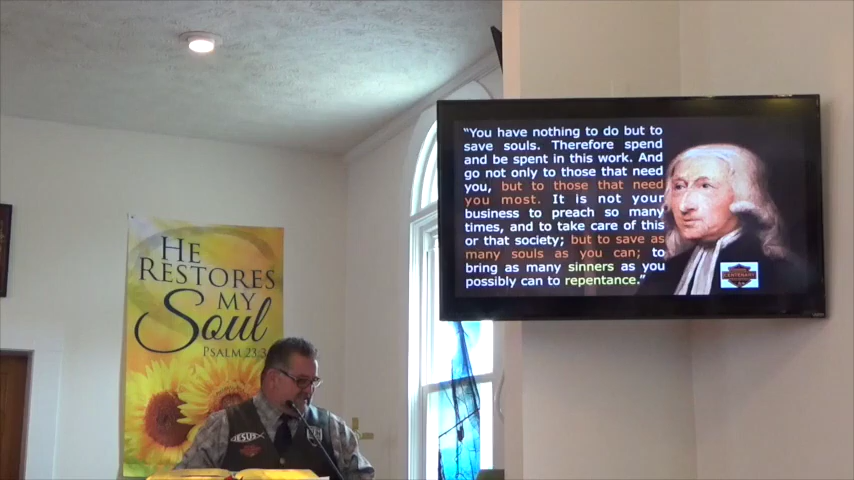 HE
RESTORES
MY
Soul
PSALM 23:3
"You have nothing to do but to
save souls. Therefore spend
and be spent in this work. And
go not only to those that need
you, but to those that need
you most. It is not your
business to preach so many
times, and to take care of this
or that society; but to save as
many souls as you can; to
bring as many sinners as you
possibly can to repentance."
CENTENARY
JESUS